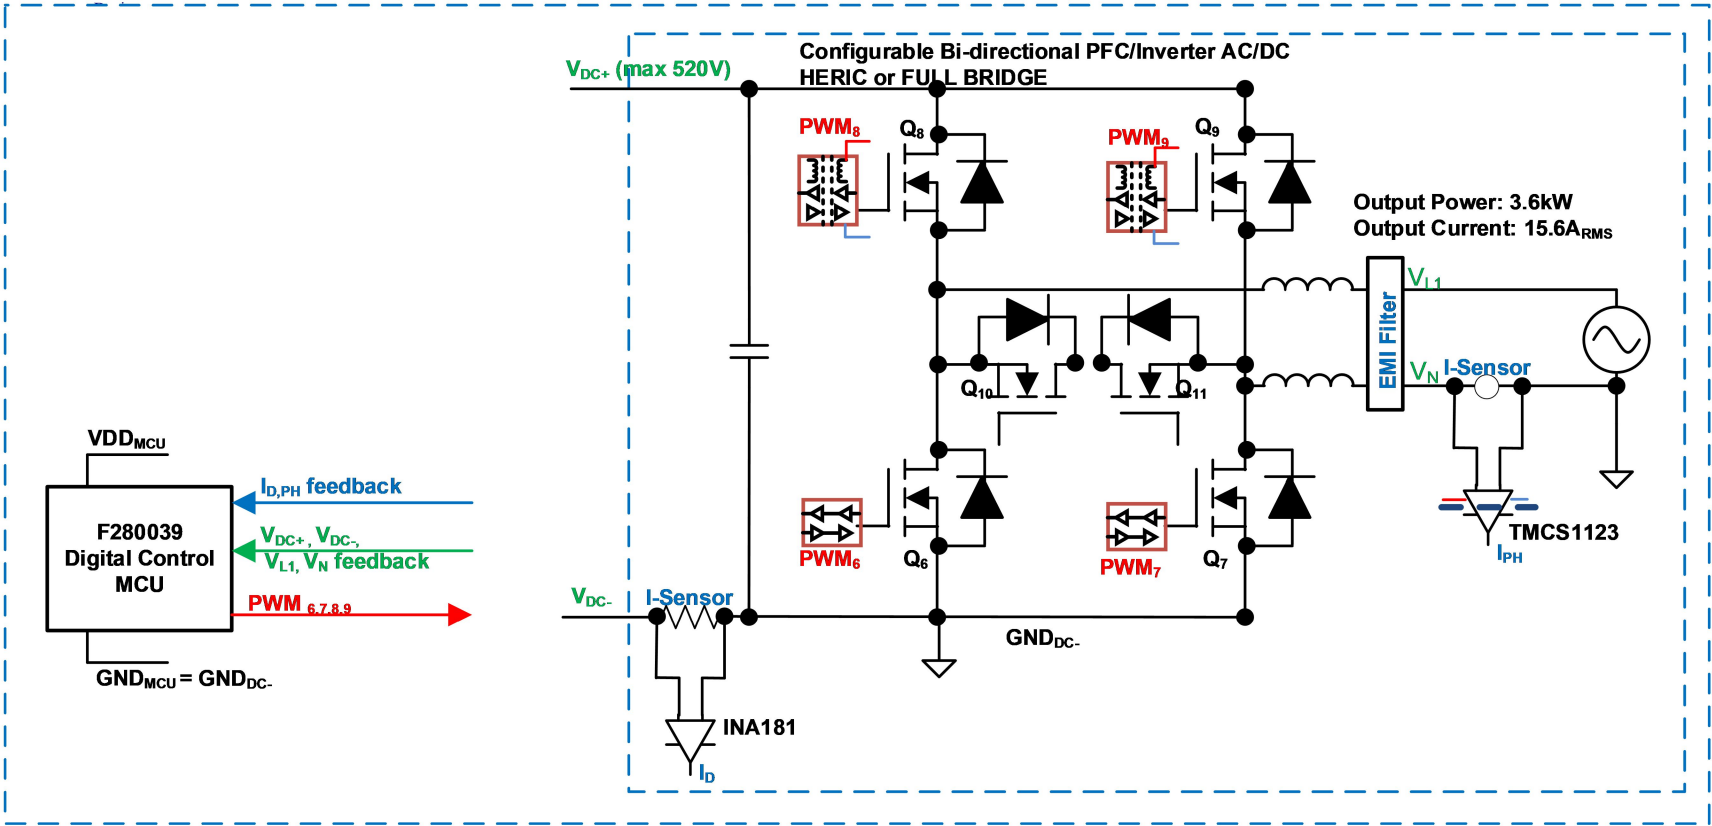 Configurable Bi-directional PFC/Inverter AC/DC
HERIC or FULL BRIDGE
VDC+ (max 520V)
PWM8
Q8
PWM9
Q9
Output Power: 3.6kW
Output Current: 15.6ARMS
VL1
EMI Filter
VN
I-Sensor
Q10
Q11
VDDMCU
ID,PH feedback
F280039
Digital Control
MCU
VDC+ , VDC-,
VL1, VN feedback
PWM 6,7,8,9
GNDMCU = GNDDC-
PWM6
Q6
PWM7
Q7
TMCS1123
IPH
VDC-
I-Sensor
GNDDC-
INA181
ID